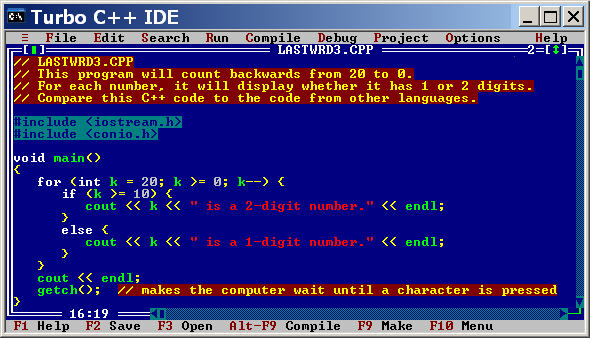 Turbo C++ IDE
≡ File Edit Search Run Compile Debug Project Options Help
[■] LASTWRD3.CPP 2=[↕]
// LASTWRD3.CPP
// This program will count backwards from 20 to 0.
// For each number, it will display whether it has 1 or 2 digits.
// Compare this C++ code to the code from other languages.
#include <iostream.h>
#include <conio.h>
void main()
{
for (int k = 20; k >= 0; k--) {
if (k >= 10) {
cout << k << " is a 2-digit number." << endl;
}
else {
cout << k << " is a 1-digit number." << endl;
}
}
cout << endl;
getch(); // makes the computer wait until a character is pressed
}
16:19
F1 Help F2 Save F3 Open Alt-F9 Compile F9 Make F10 Menu